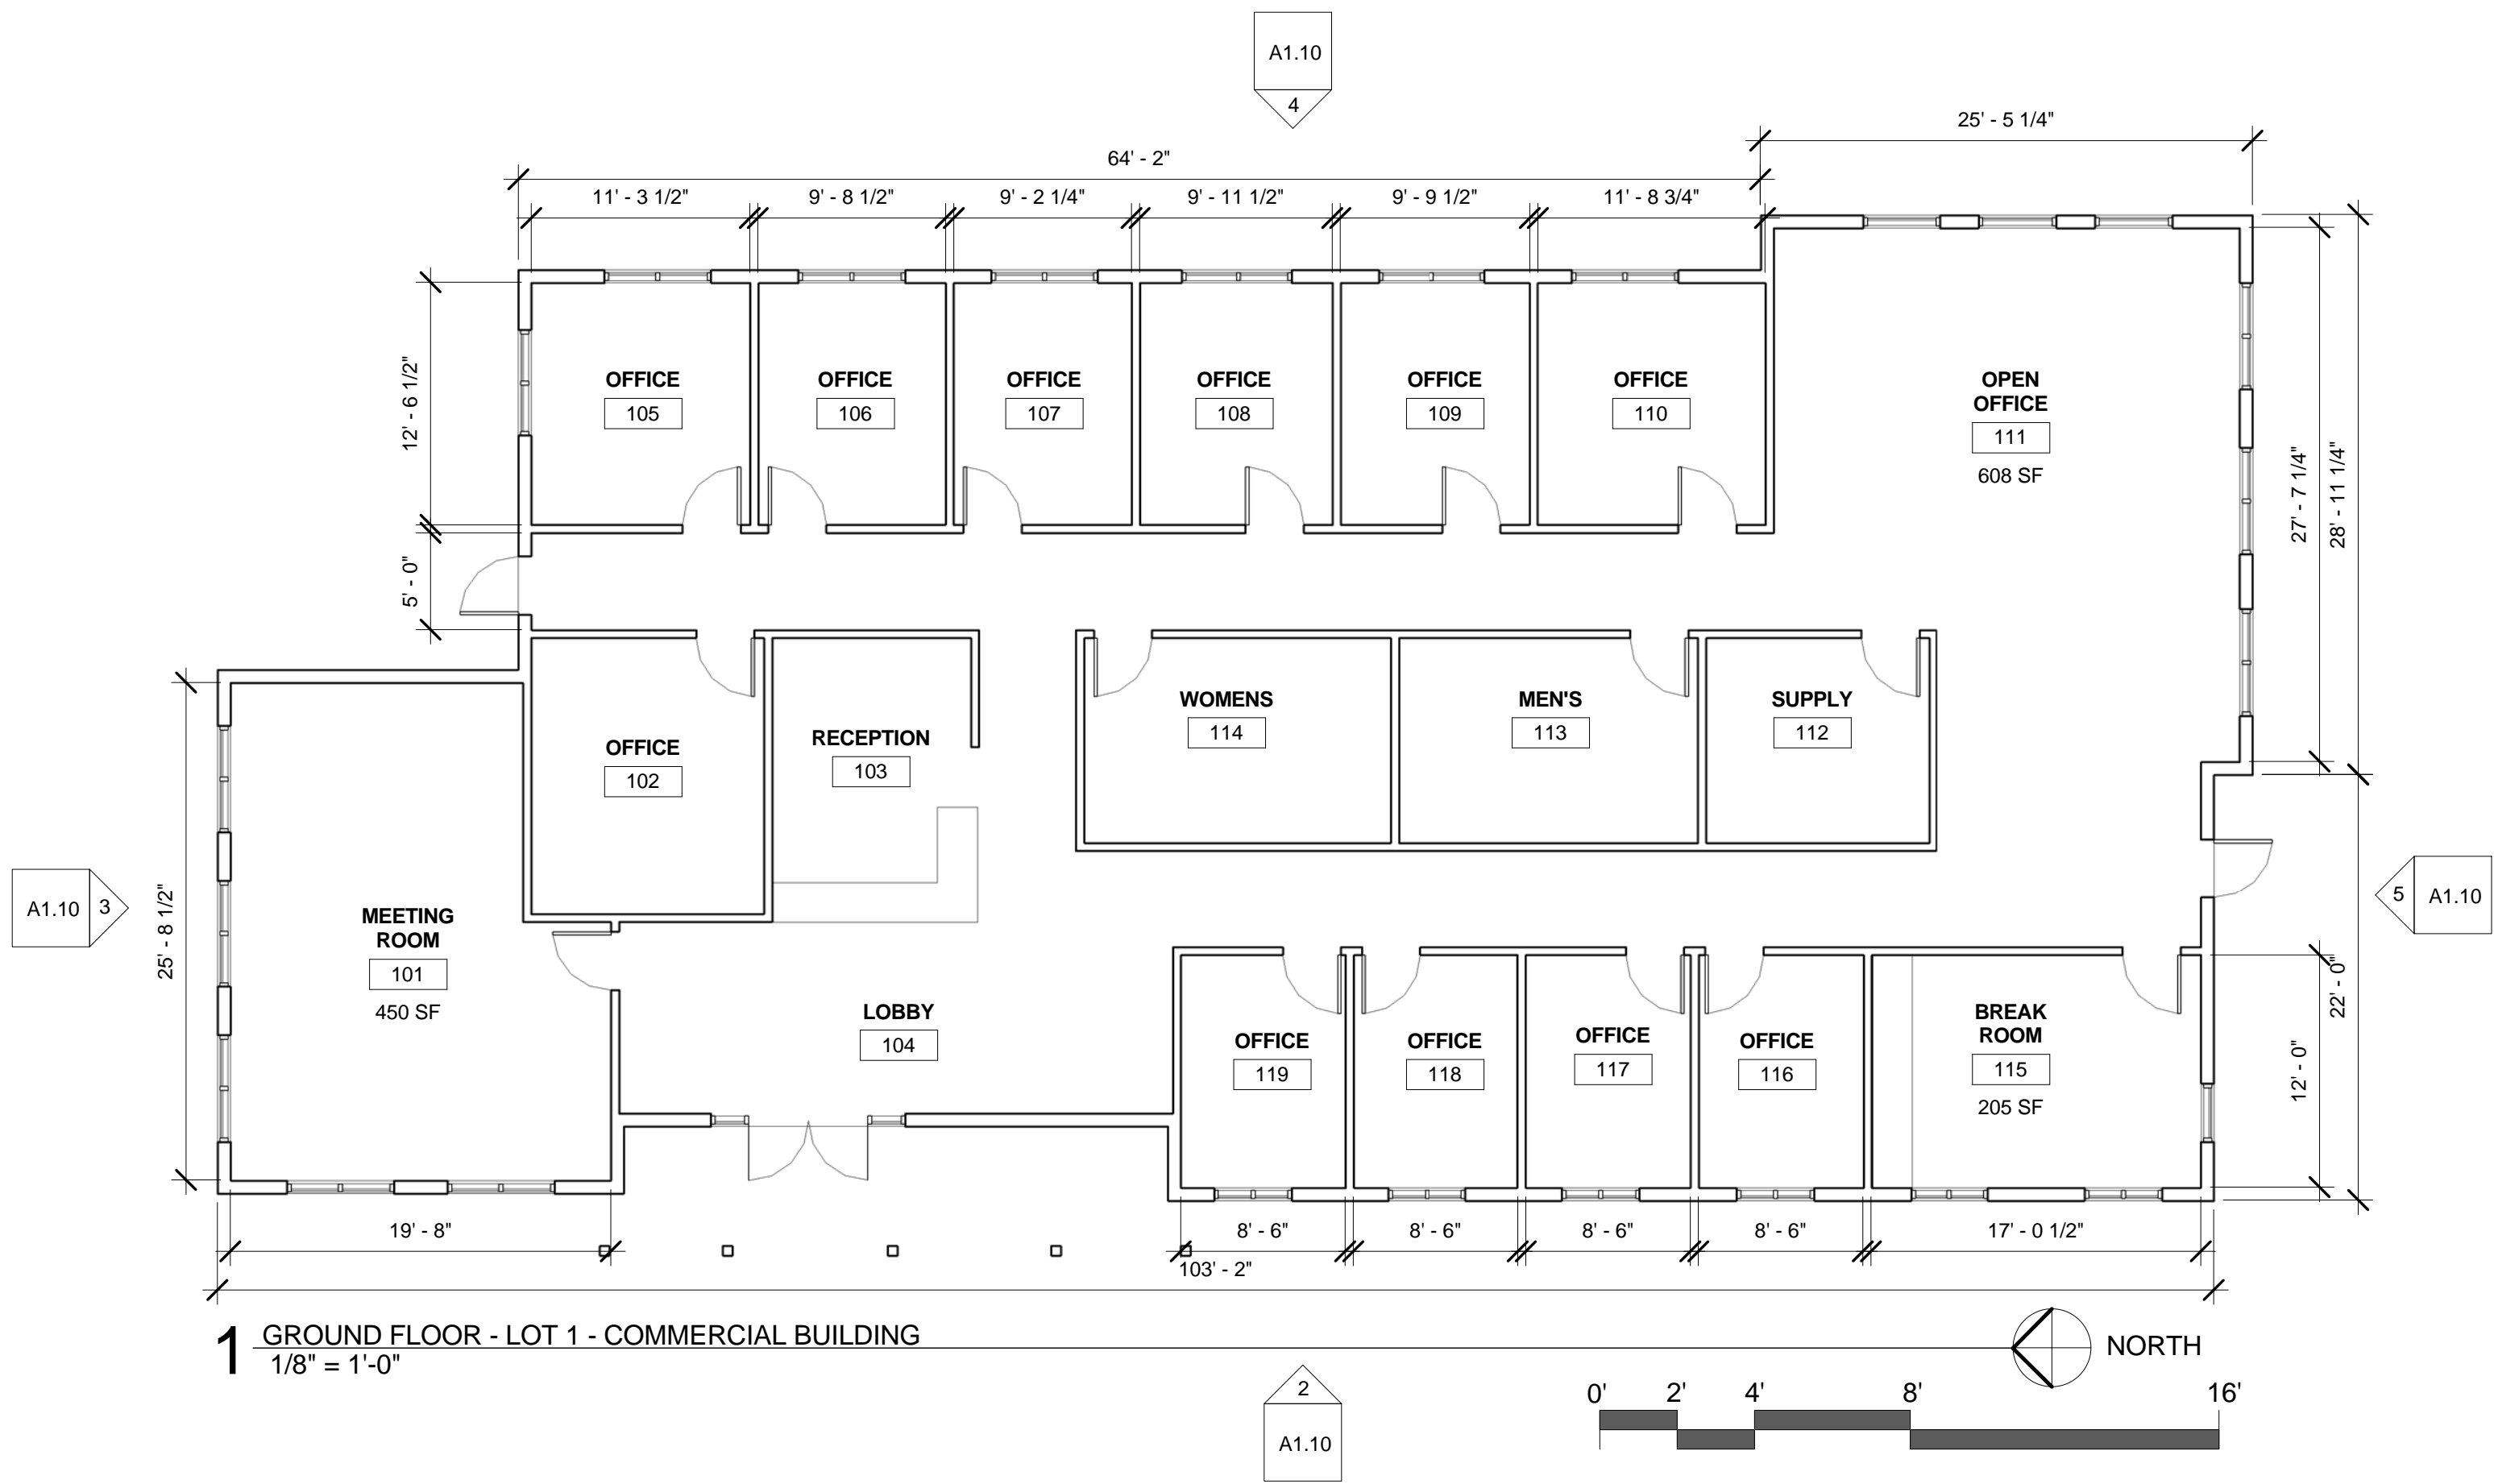 A1.10
4
25' - 5 1/4"
64' - 2"
11' - 3 1/2"
9' - 8 1/2"
9' - 2 1/4"
9' - 11 1/2"
9' - 9 1/2"
11' - 8 3/4"
12' - 6 1/2"
5' - 0"
OFFICE
105
OFFICE
106
OFFICE
107
OFFICE
108
OFFICE
109
OFFICE
110
OPEN
OFFICE
111
608 SF
27' - 7 1/4"
28' - 11 1/4"
OFFICE
102
RECEPTION
103
WOMENS
114
MEN'S
113
SUPPLY
112
A1.10
3
25' - 8 1/2"
MEETING
ROOM
101
450 SF
LOBBY
104
OFFICE
119
OFFICE
118
OFFICE
117
OFFICE
116
BREAK
ROOM
115
205 SF
5
A1.10
22' - 0"
12' - 0"
19' - 8"
8' - 6"
8' - 6"
8' - 6"
8' - 6"
17' - 0 1/2"
103' - 2"
1
GROUND FLOOR - LOT 1 - COMMERCIAL BUILDING
1/8" = 1'-0"
NORTH
2
A1.10
0'
2'
4'
8'
16'